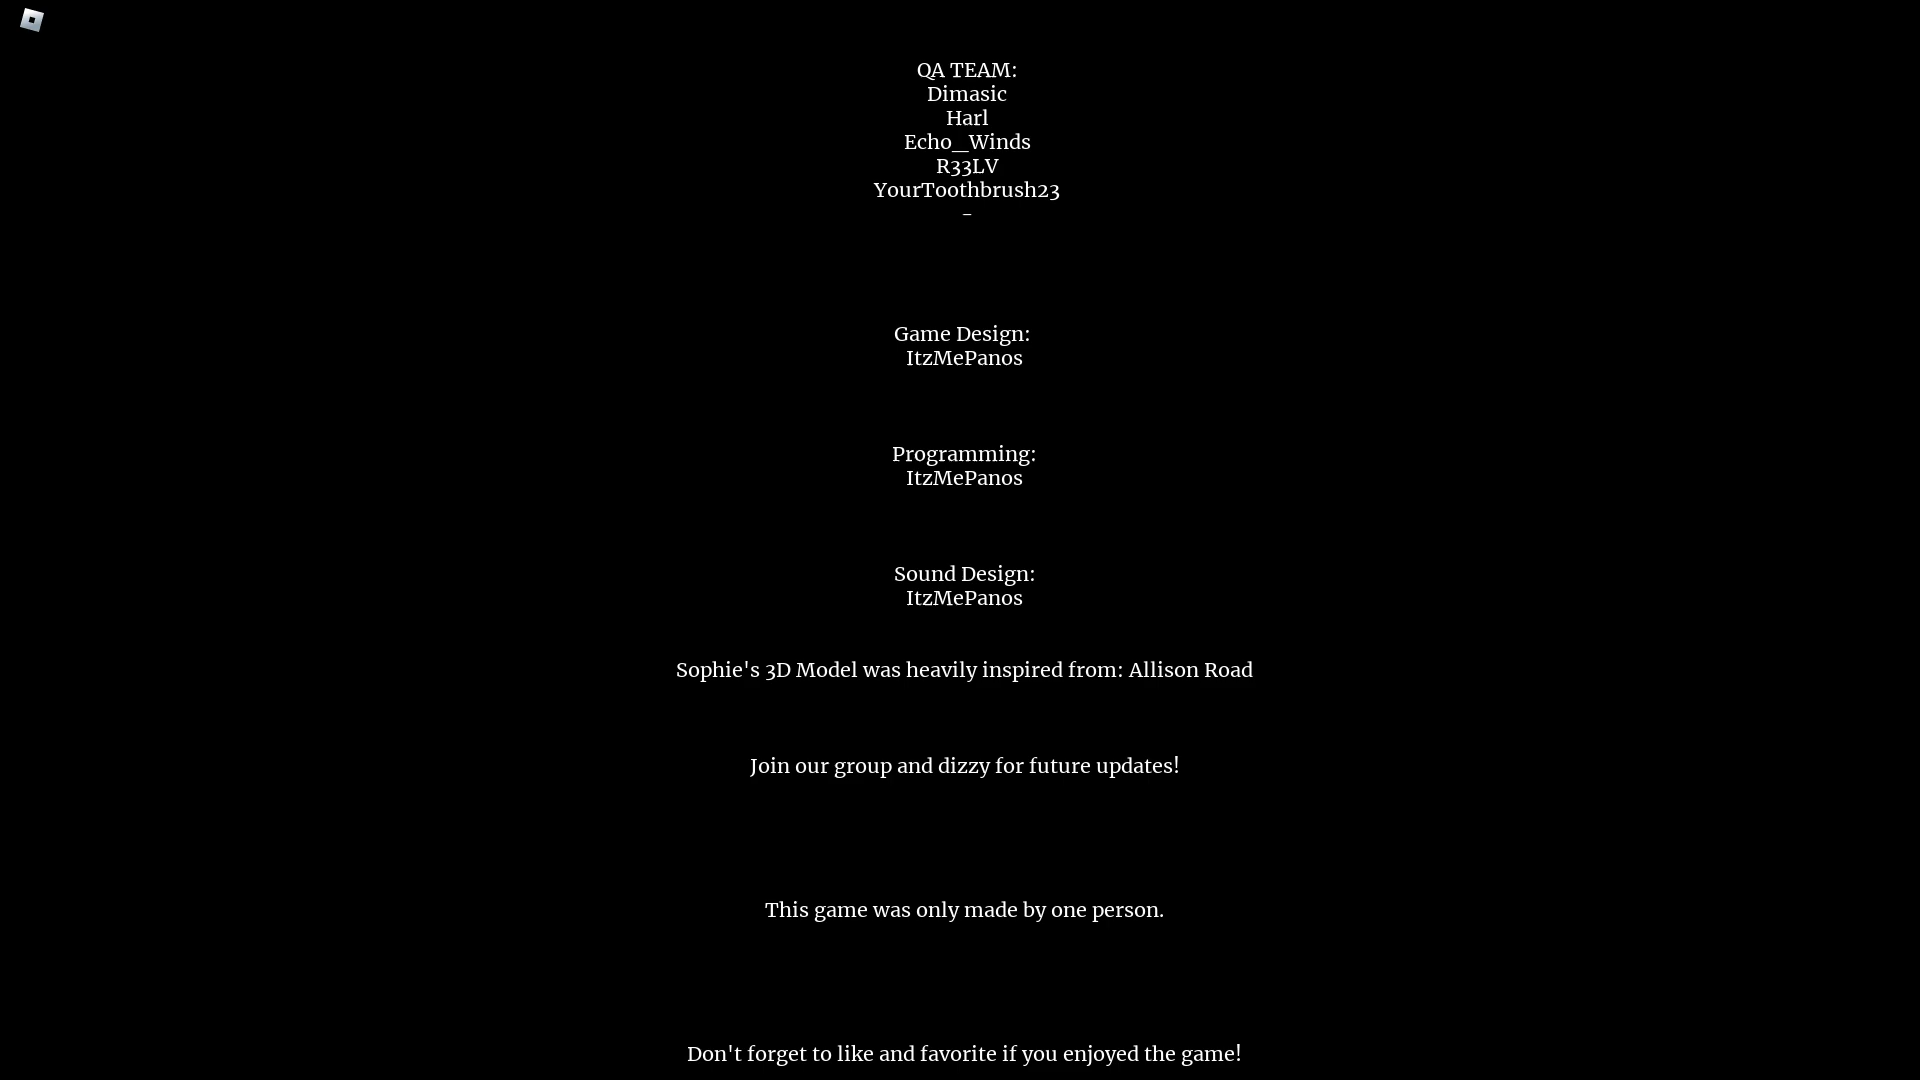 QA TEAM:
Dimasic
Harl
Echo_Winds
R33LV
YourToothbrush23
-
Game Design:
ItzMePanos
Programming:
ItzMePanos
Sound Design:
ItzMePanos
Sophie's 3D Model was heavily inspired from: Allison Road
Join our group and dizzy for future updates!
This game was only made by one person.
Don't forget to like and favorite if you enjoyed the game!